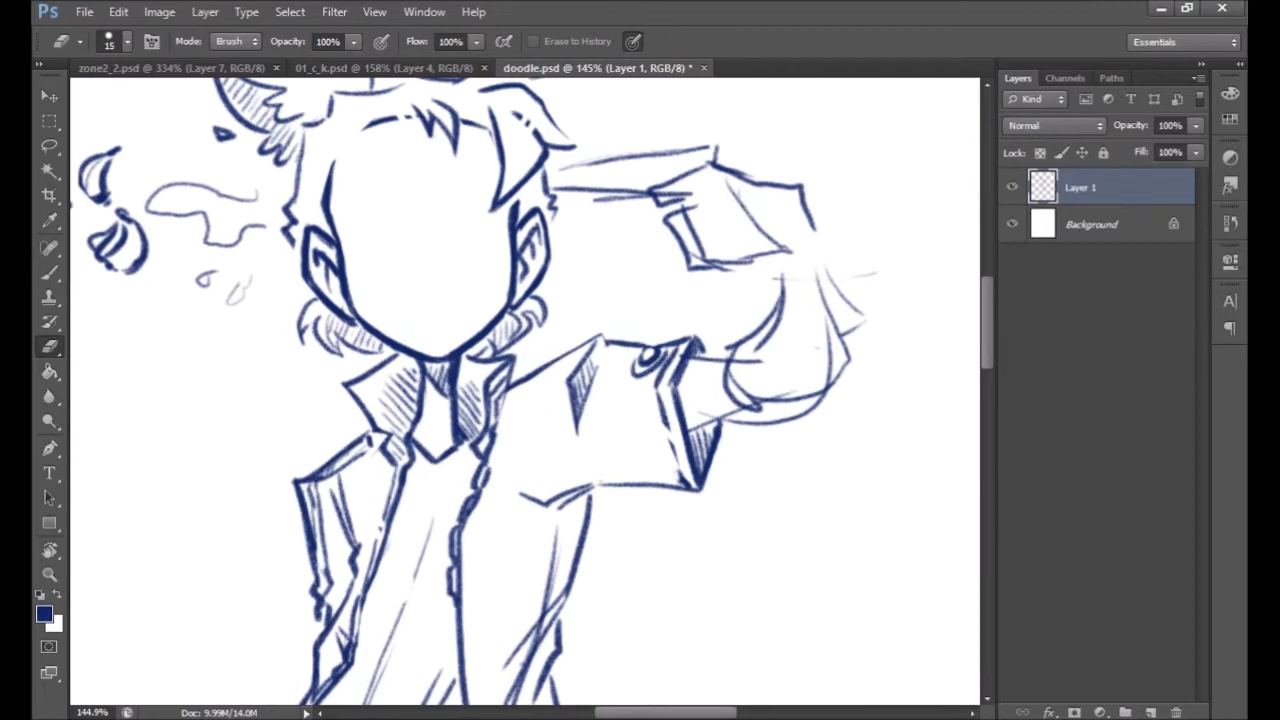 Ps File Edit Image Layer Type Select Filter View Window Help
15 Mode: Brush Opacity: 100% Flow: 100% Erase to History Essentials
zone2_2.psd @ 334% (Layer 7, RGB/8) × 01_c_k.psd @ 158% (Layer 4, RGB/8) × doodle.psd @ 145% (Layer 1, RGB/8) * ×
Layers Channels Paths
Kind
Normal Opacity: 100%
Lock: Fill: 100%
Layer 1
Background
144.9% Doc: 9.99M/14.0M